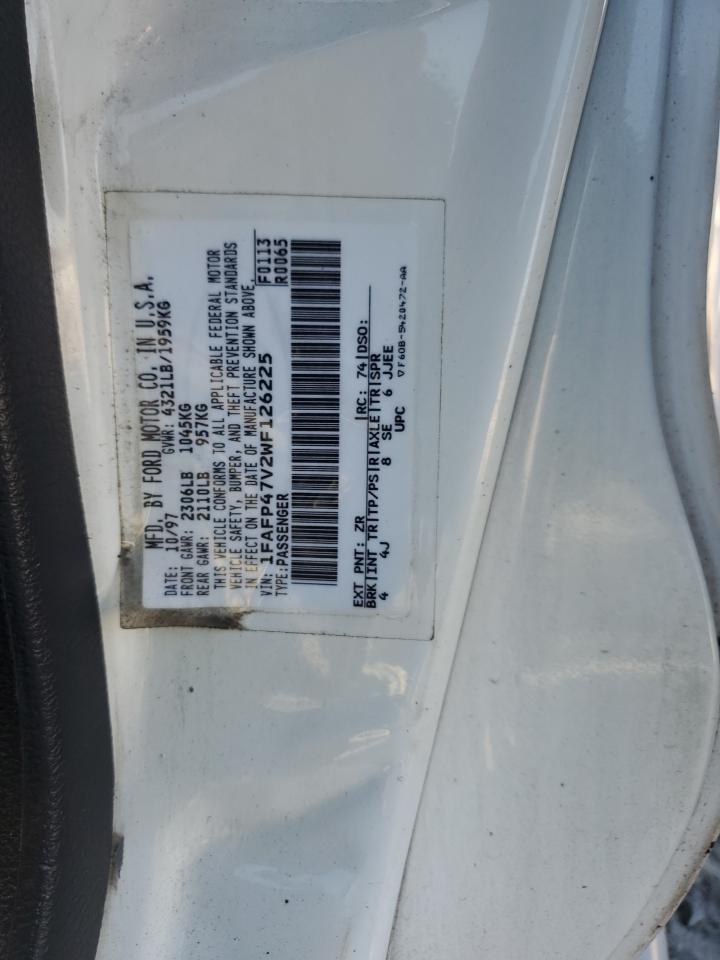 MFD. BY FORD MOTOR CO. IN U.S.A.
DATE: 10/97 GVWR: 4321LB/1959KG
FRONT GAWR: 2306LB 1045KG
REAR GAWR: 2110LB 957KG
THIS VEHICLE CONFORMS TO ALL APPLICABLE FEDERAL MOTOR
VEHICLE SAFETY, BUMPER, AND THEFT PREVENTION STANDARDS
IN EFFECT ON THE DATE OF MANUFACTURE SHOWN ABOVE.
VIN: 1FAFP47V2WF126225 F0113
TYPE: PASSENGER R0065
EXT PNT: ZR RC: 74 DSO:
BRK INT TR TP/PS R AXLE TR SPR
4 4J 8 SE 6 JJEE
UPC
▽F60B-5420472-AA